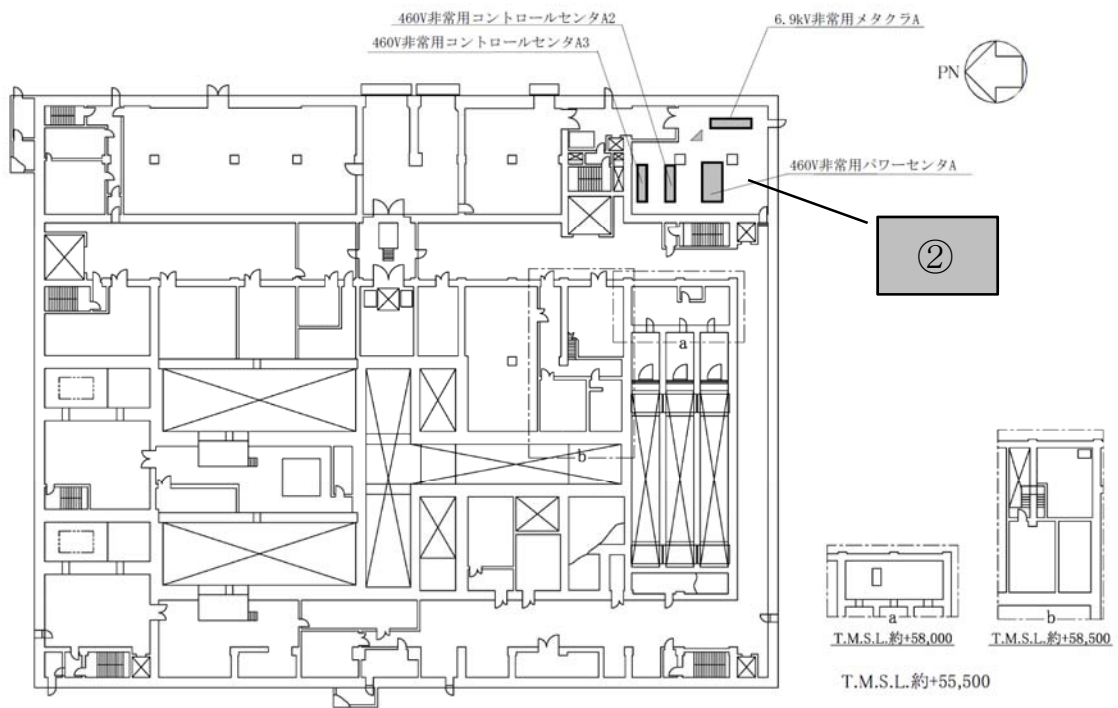 460V非常用コントロールセンタA2
6.9kV非常用メタクラA
460V非常用コントロールセンタA3
PN
460V非常用パワーセンタA
②
a
b
a
T.M.S.L.約+58,000
b
T.M.S.L.約+58,500
T.M.S.L.約+55,500